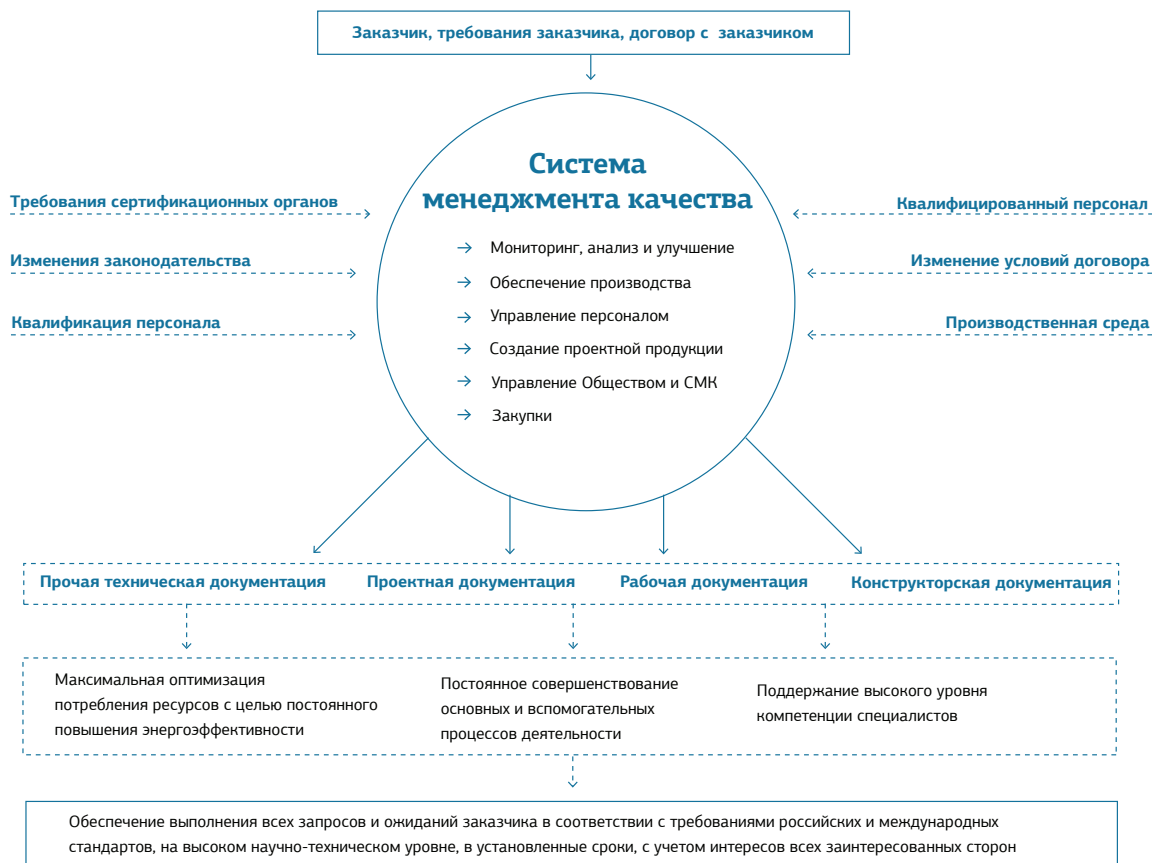 Заказчик, требования заказчика, договор с заказчиком
Система
менеджмента качества
Мониторинг, анализ и улучшение
Обеспечение производства
Управление персоналом
Создание проектной продукции
Управление Обществом и СМК
Закупки
Требования сертификационных органов
Изменения законодательства
Квалификация персонала
Квалифицированный персонал
Изменение условий договора
Производственная среда
Прочая техническая документация
Проектная документация
Рабочая документация
Конструкторская документация
Максимальная оптимизация
потребления ресурсов с целью постоянного
повышения энергоэффективности
Постоянное совершенствование
основных и вспомогательных
процессов деятельности
Поддержание высокого уровня
компетенции специалистов
Обеспечение выполнения всех запросов и ожиданий заказчика в соответствии с требованиями российских и международных
стандартов, на высоком научно-техническом уровне, в установленные сроки, с учетом интересов всех заинтересованных сторон